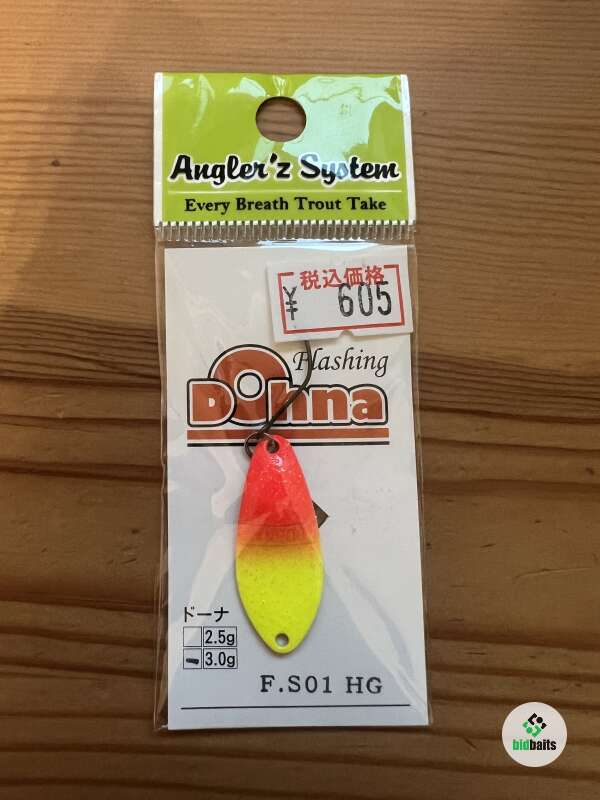 Angler'z System
Every Breath Trout Take
税込価格
¥ 605
Flashing
Dohna
ドーナ
2.5g
3.0g
F.S01 HG
bidbaits